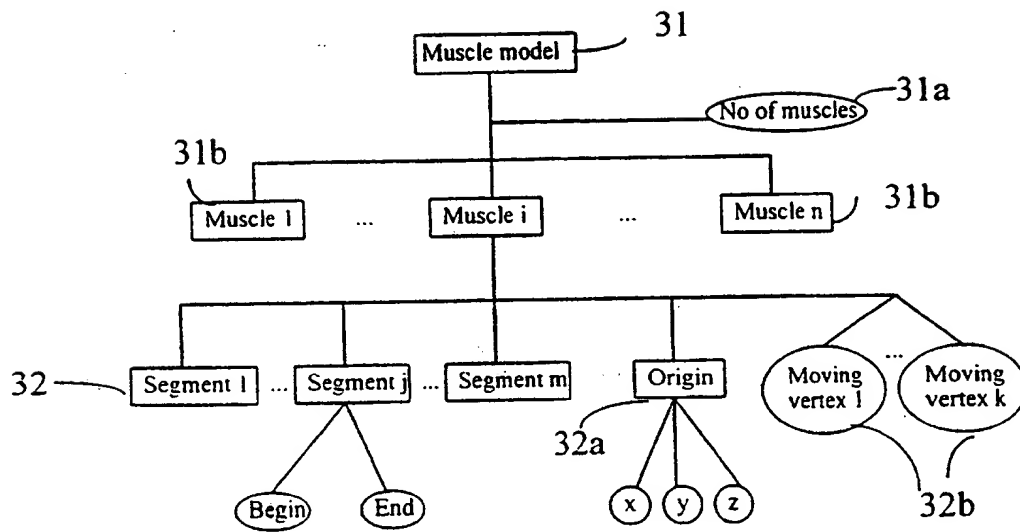 31
Muscle model
No of muscles
31a
31b
Muscle 1
...
Muscle i
...
Muscle n
31b
32
Segment 1
...
Segment j
...
Segment m
Origin
32a
Moving
vertex 1
...
Moving
vertex k
32b
Begin
End
x
y
z